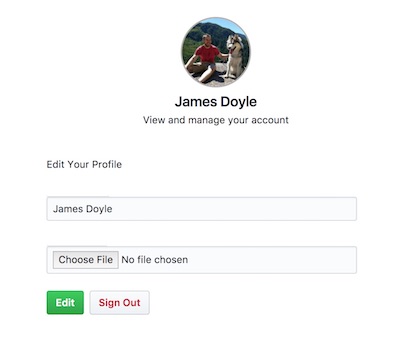 James Doyle
View and manage your account
Edit Your Profile
James Doyle
Choose File No file chosen
Edit Sign Out